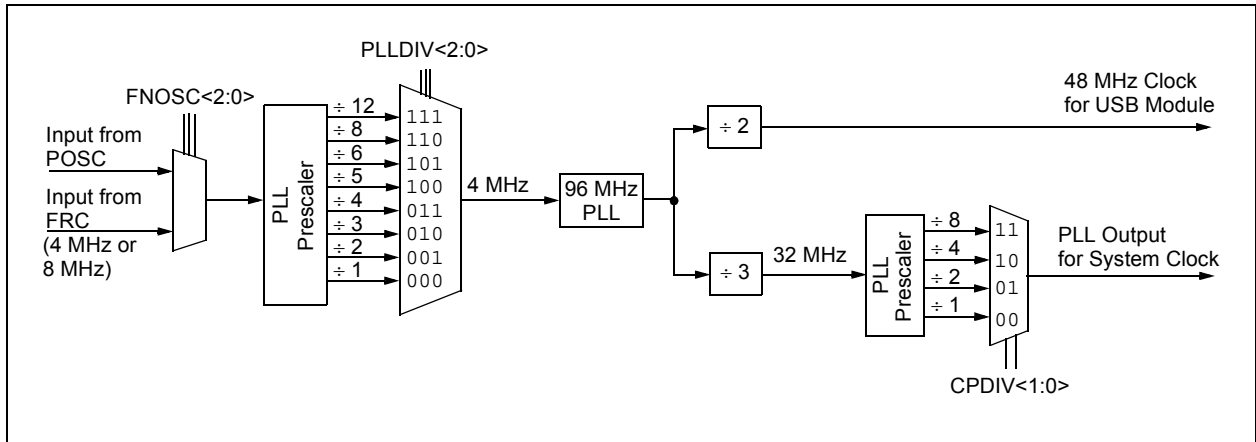 PLLDIV<2:0>
FNOSC<2:0>
Input from
POSC
Input from
FRC
(4 MHz or
8 MHz)
PLL
Prescaler
÷ 12
÷ 8
÷ 6
÷ 5
÷ 4
÷ 3
÷ 2
÷ 1
111
110
101
100
011
010
001
000
4 MHz
96 MHz
PLL
÷ 2
48 MHz Clock
for USB Module
÷ 3
32 MHz
PLL
Prescaler
÷ 8
÷ 4
÷ 2
÷ 1
11
10
01
00
PLL Output
for System Clock
CPDIV<1:0>